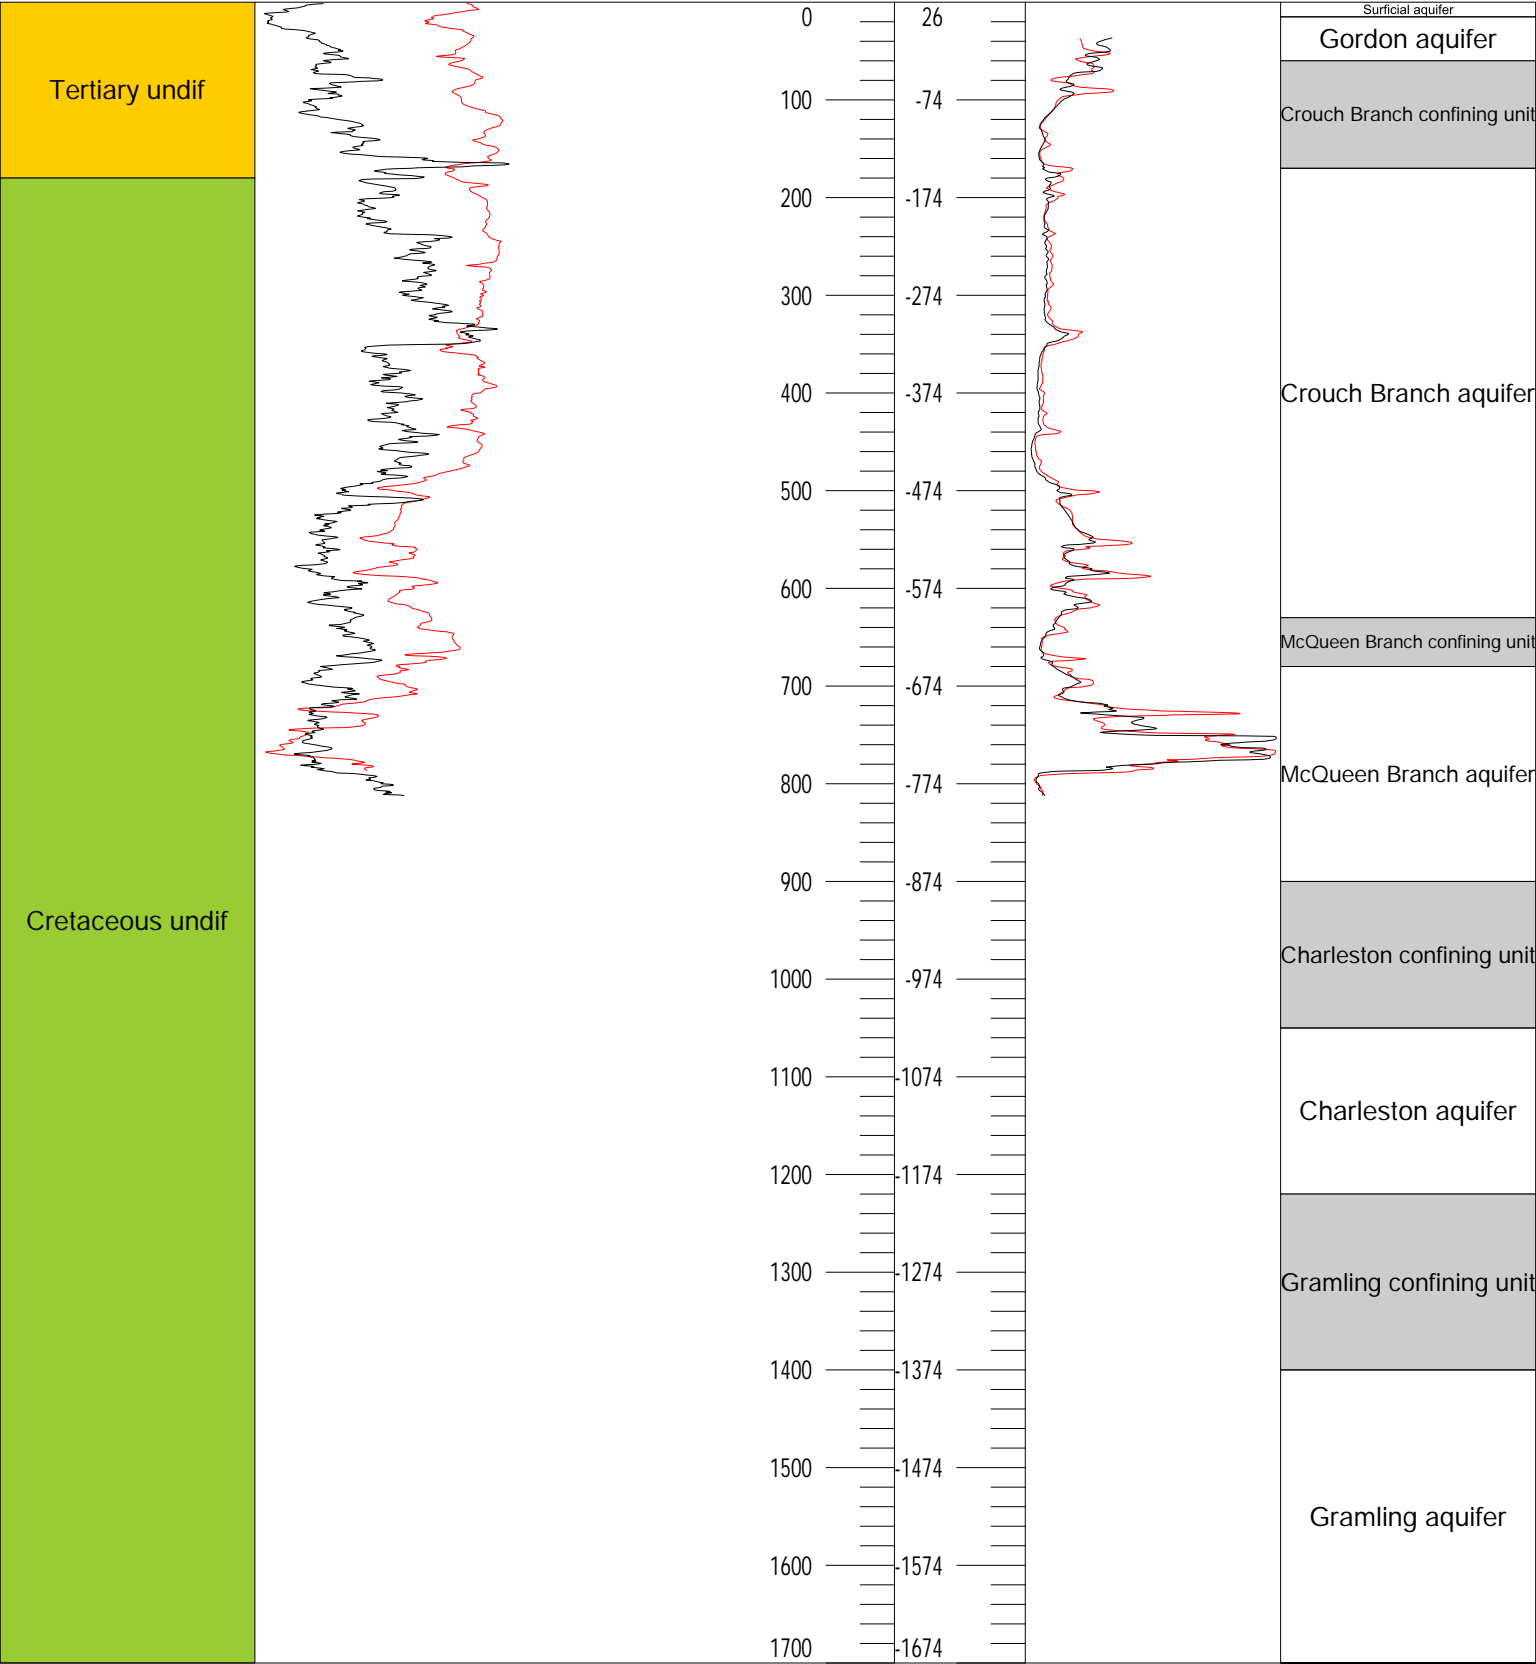 Surficial aquifer
0 26
Gordon aquifer
Tertiary undif
100 -74
Crouch Branch confining unit
200 -174
300 -274
400 -374
Crouch Branch aquifer
500 -474
600 -574
McQueen Branch confining unit
700 -674
McQueen Branch aquifer
800 -774
900 -874
Cretaceous undif
Charleston confining unit
1000 -974
1100 -1074
Charleston aquifer
1200 -1174
1300 -1274
Gramling confining unit
1400 -1374
1500 -1474
Gramling aquifer
1600 -1574
1700 -1674